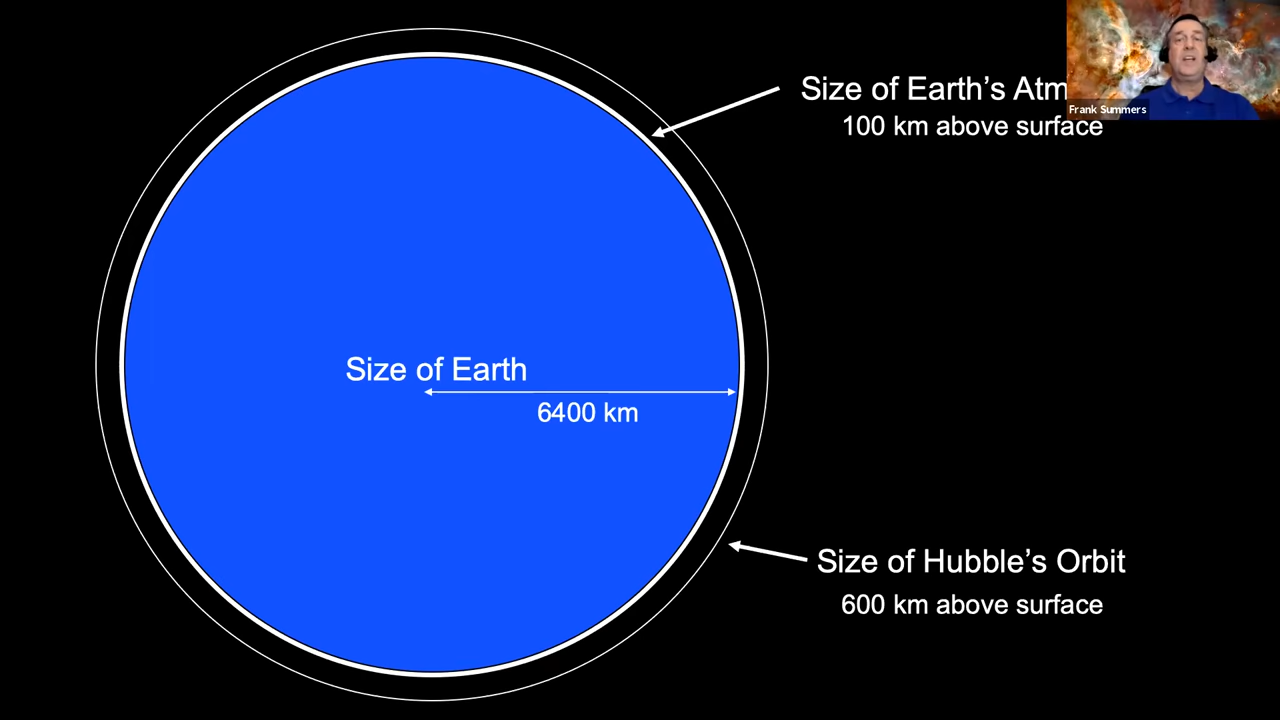 Size of Earth's Atm
100 km above surface
Frank Summers
Size of Earth
6400 km
Size of Hubble's Orbit
600 km above surface